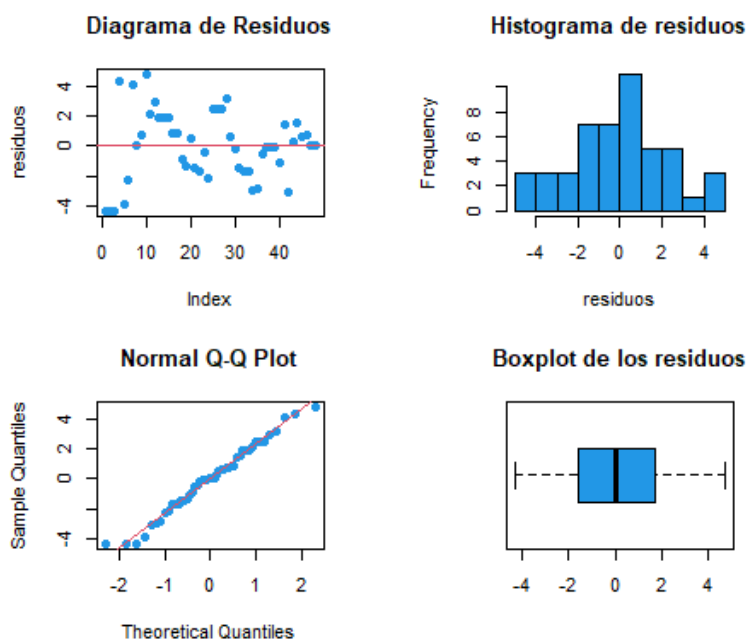 Diagrama de Residuos
residuos
-4 0 2 4
0 10 20 30 40
Index
Histograma de residuos
Frequency
0 2 4 6 8
-4 -2 0 2 4
residuos
Normal Q-Q Plot
Sample Quantiles
-4 0 2 4
-2 -1 0 1 2
Theoretical Quantiles
Boxplot de los residuos
-4 -2 0 2 4